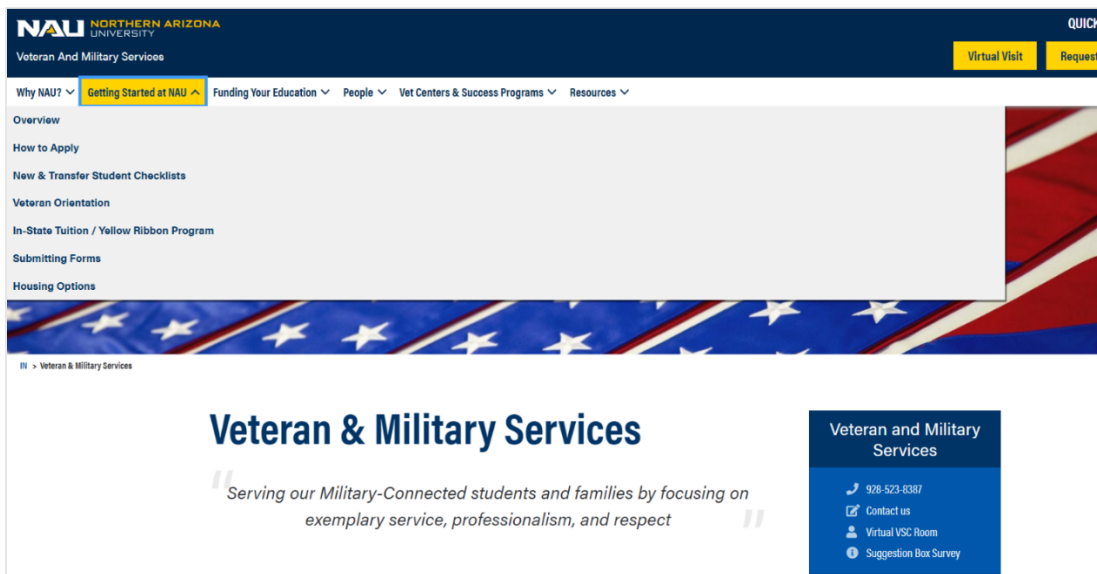 NAU NORTHERN ARIZONA
UNIVERSITY
QUICK
Veteran And Military Services
Virtual Visit
Request
Why NAU?
Getting Started at NAU
Funding Your Education
People
Vet Centers & Success Programs
Resources
Overview
How to Apply
New & Transfer Student Checklists
Veteran Orientation
In-State Tuition / Yellow Ribbon Program
Submitting Forms
Housing Options
IN > Veteran & Military Services
Veteran & Military Services
"Serving our Military-Connected students and families by focusing on
exemplary service, professionalism, and respect"
Veteran and Military
Services
928-523-8387
Contact us
Virtual VSC Room
Suggestion Box Survey